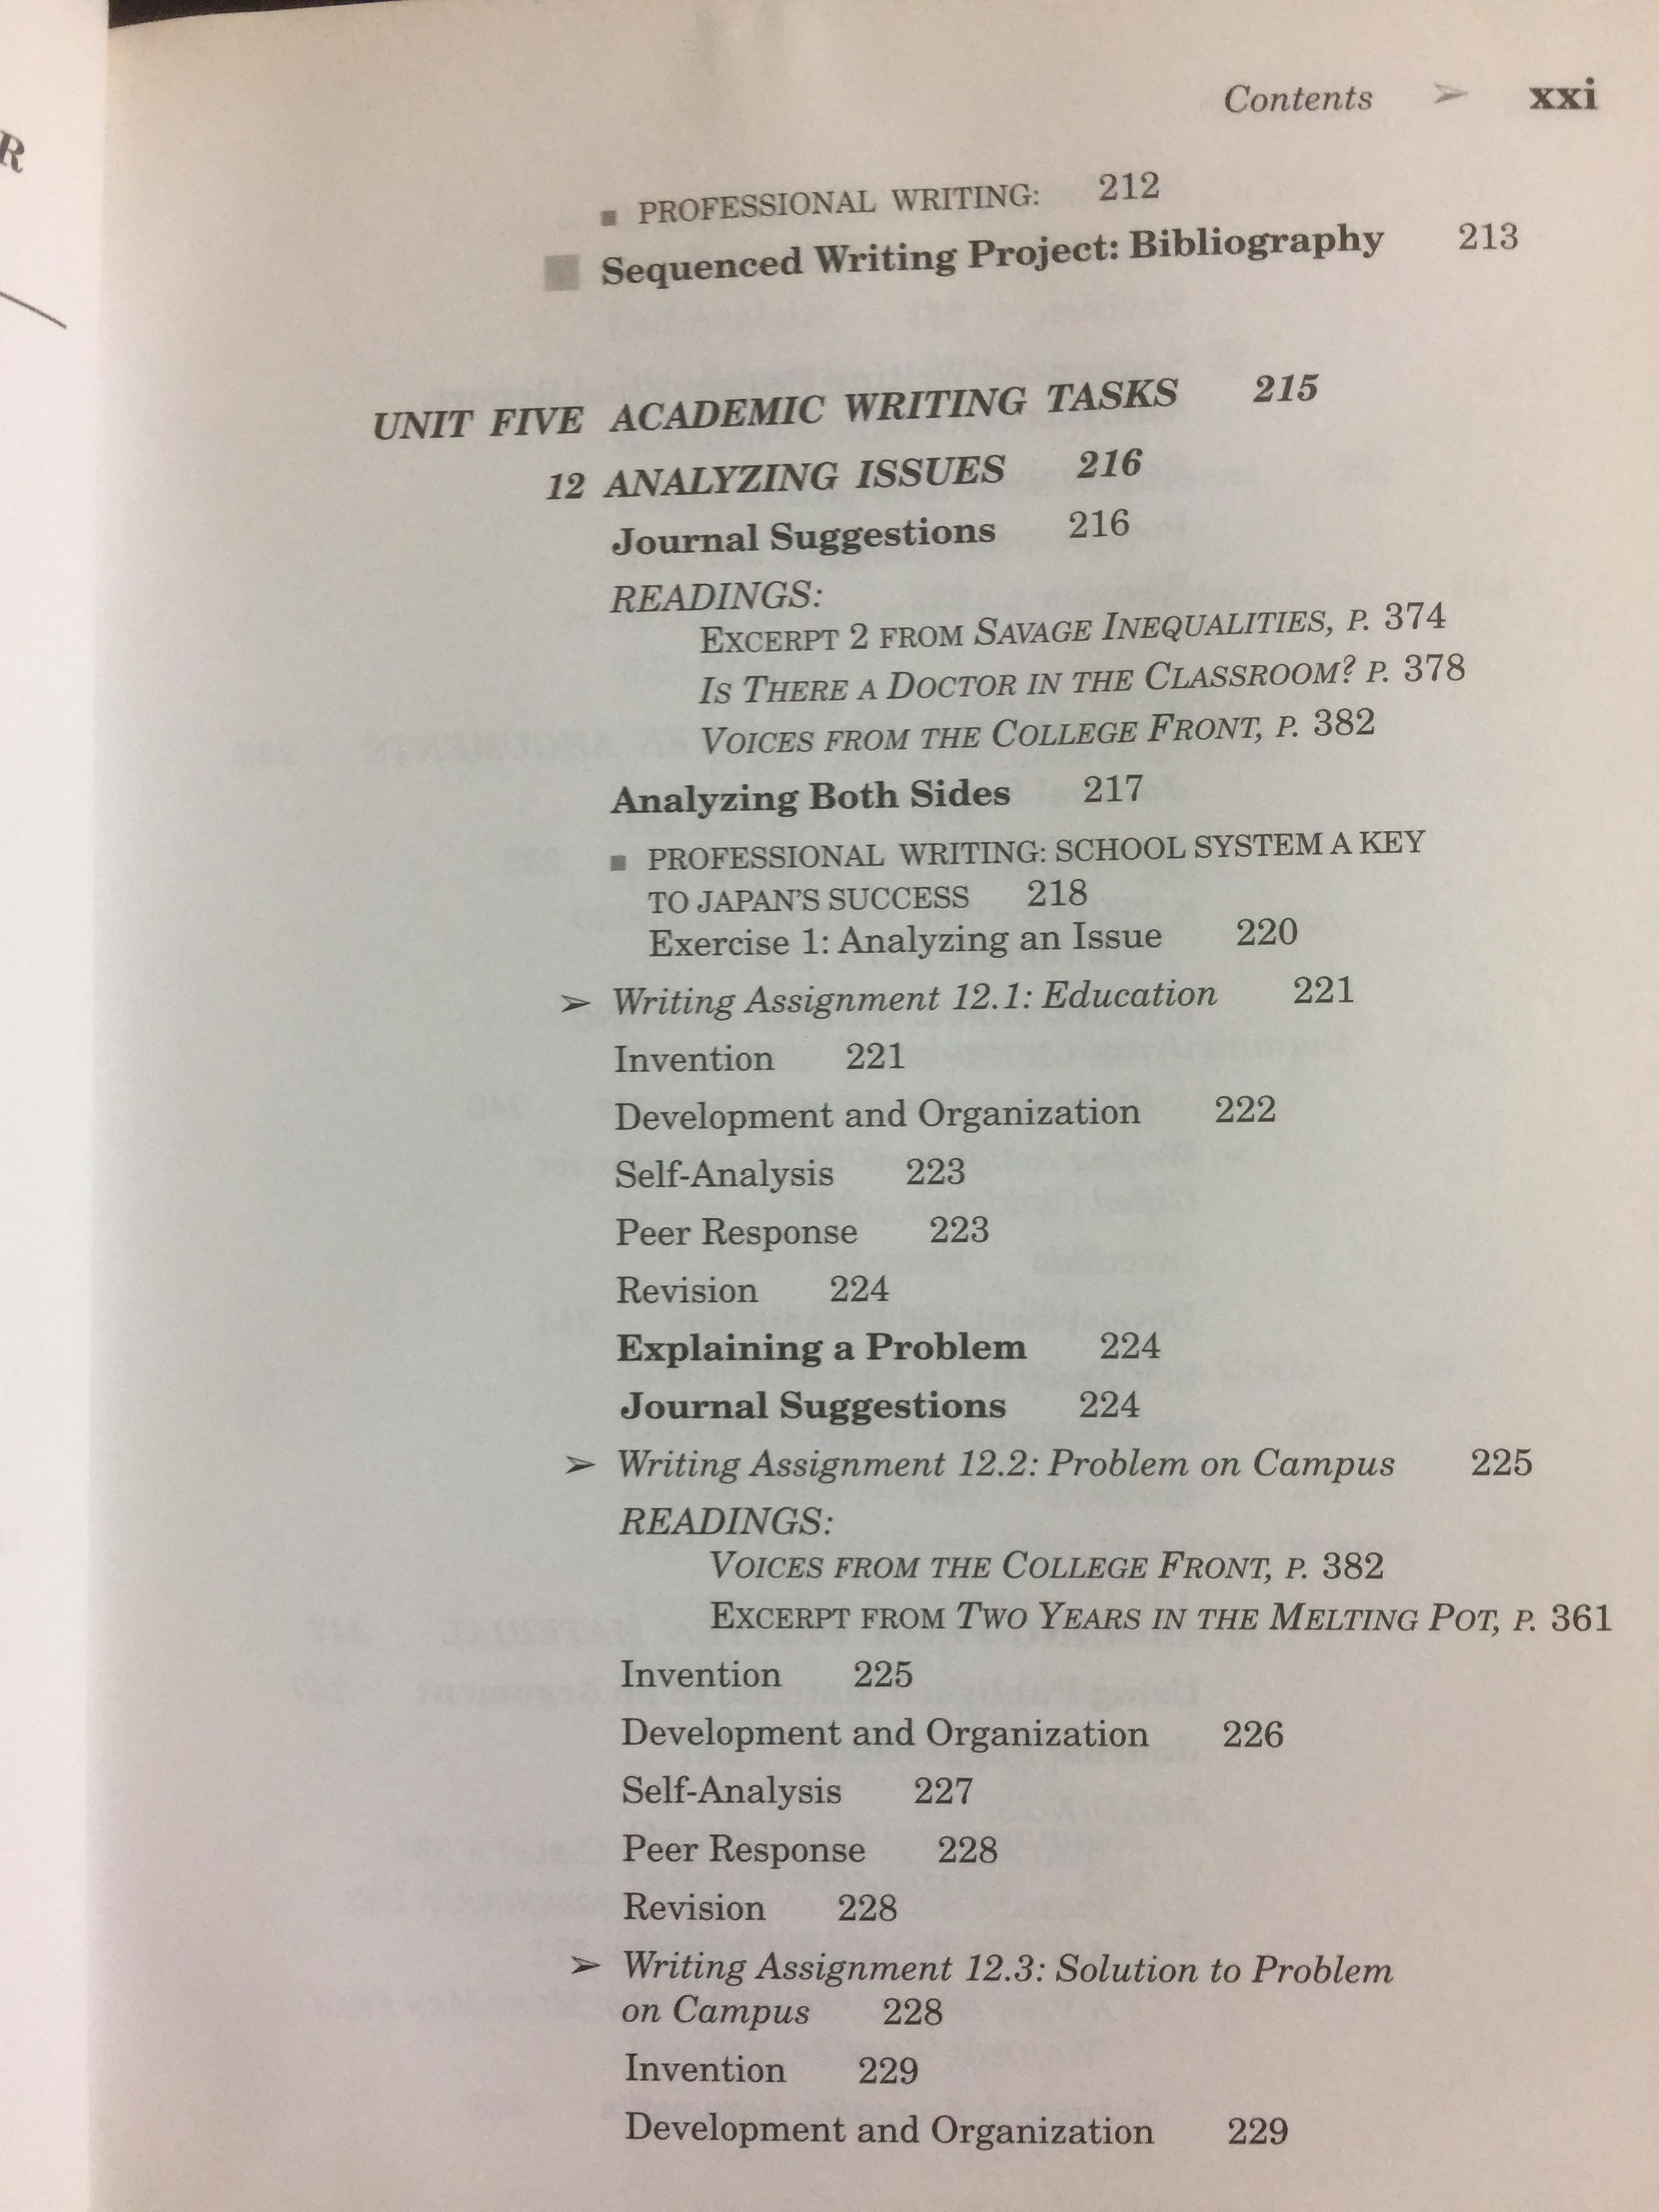 R
Contents ➢ xxi
■ PROFESSIONAL WRITING: 212
■ Sequenced Writing Project: Bibliography 213
UNIT FIVE ACADEMIC WRITING TASKS 215
12 ANALYZING ISSUES 216
Journal Suggestions 216
READINGS:
EXCERPT 2 FROM SAVAGE INEQUALITIES, P. 374
IS THERE A DOCTOR IN THE CLASSROOM? P. 378
VOICES FROM THE COLLEGE FRONT, P. 382
Analyzing Both Sides 217
■ PROFESSIONAL WRITING: SCHOOL SYSTEM A KEY
TO JAPAN'S SUCCESS 218
Exercise 1: Analyzing an Issue 220
➢ Writing Assignment 12.1: Education 221
Invention 221
Development and Organization 222
Self-Analysis 223
Peer Response 223
Revision 224
Explaining a Problem 224
Journal Suggestions 224
➢ Writing Assignment 12.2: Problem on Campus 225
READINGS:
VOICES FROM THE COLLEGE FRONT, P. 382
EXCERPT FROM TWO YEARS IN THE MELTING POT, P. 361
Invention 225
Development and Organization 226
Self-Analysis 227
Peer Response 228
Revision 228
➢ Writing Assignment 12.3: Solution to Problem
on Campus 228
Invention 229
Development and Organization 229